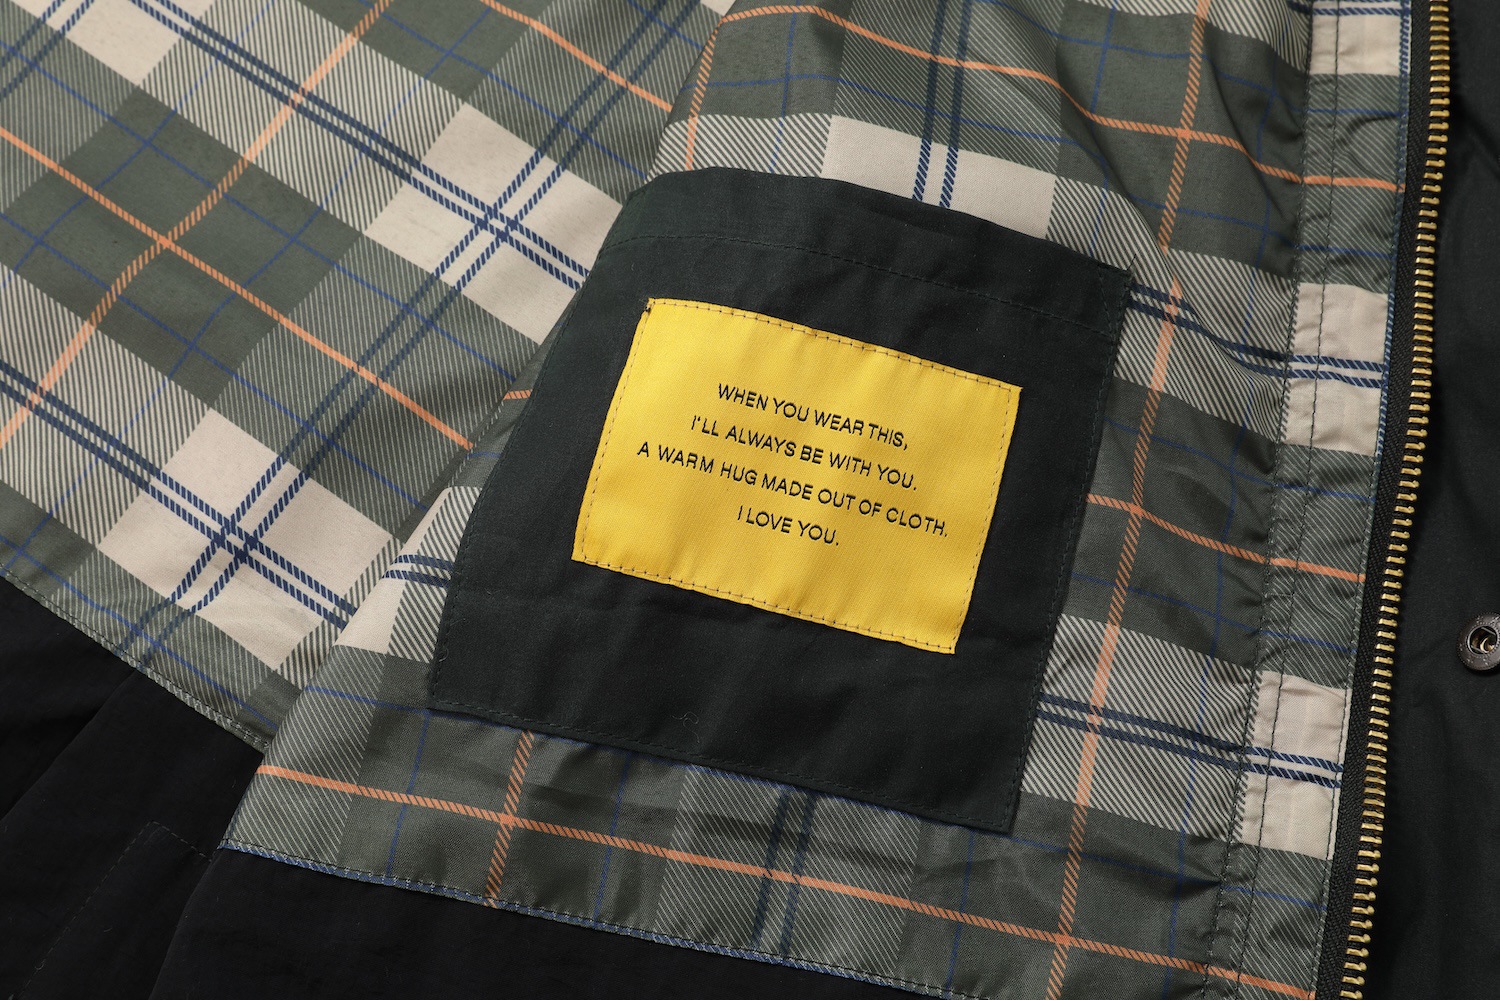 WHEN YOU WEAR THIS,
I'LL ALWAYS BE WITH YOU.
A WARM HUG MADE OUT OF CLOTH.
I LOVE YOU.